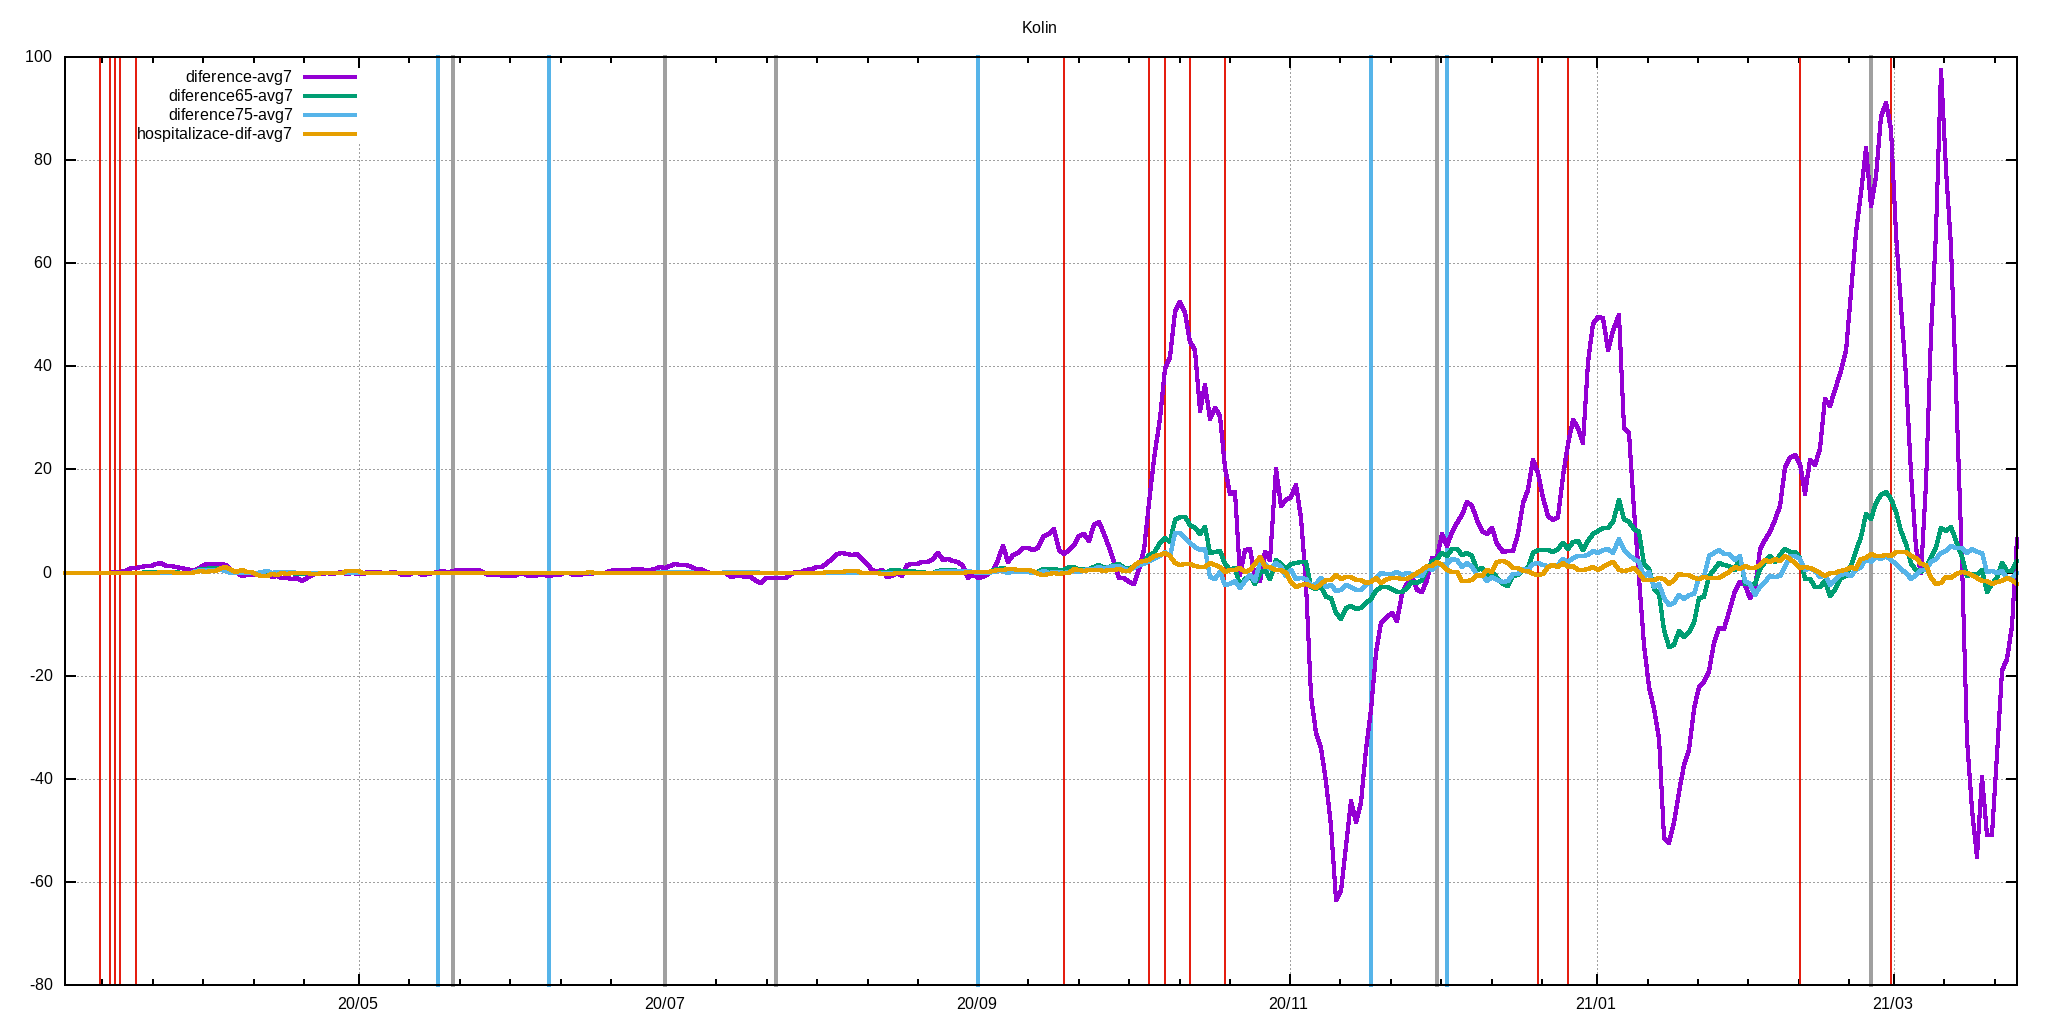 Kolin
diference-avg7
diference65-avg7
diference75-avg7
hospitalizace-dif-avg7
100
80
60
40
20
0
-20
-40
-60
-80
20/05 20/07 20/09 20/11 21/01 21/03